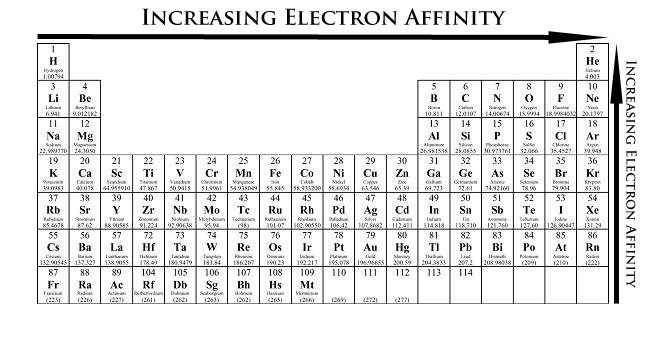 INCREASING ELECTRON AFFINITY
1 2
H He
Hydrogen Helium
1.00794 4.003
3 4 5 6 7 8 9 10
Li Be B C N O F Ne
Lithium Beryllium Boron Carbon Nitrogen Oxygen Fluorine Neon
6.941 9.012182 10.811 12.0107 14.00674 15.9994 18.9984032 20.1797
11 12 13 14 15 16 17 18
Na Mg Al Si P S Cl Ar
Sodium Magnesium Aluminum Silicon Phosphorus Sulfur Chlorine Argon
22.989770 24.3050 26.981538 28.0855 30.973761 32.066 35.4527 39.948
19 20 21 22 23 24 25 26 27 28 29 30 31 32 33 34 35 36
K Ca Sc Ti V Cr Mn Fe Co Ni Cu Zn Ga Ge As Se Br Kr
Potassium Calcium Scandium Titanium Vanadium Chromium Manganese Iron Cobalt Nickel Copper Zinc Gallium Germanium Arsenic Selenium Bromine Krypton
39.0983 40.078 44.955910 47.867 50.9415 51.9961 54.938049 55.845 58.933200 58.6934 63.546 65.39 69.723 72.61 74.92160 78.96 79.904 83.80
37 38 39 40 41 42 43 44 45 46 47 48 49 50 51 52 53 54
Rb Sr Y Zr Nb Mo Tc Ru Rh Pd Ag Cd In Sn Sb Te I Xe
Rubidium Strontium Yttrium Zirconium Niobium Molybdenum Technetium Ruthenium Rhodium Palladium Silver Cadmium Indium Tin Antimony Tellurium Iodine Xenon
85.4678 87.62 88.90585 91.224 92.90638 95.94 (98) 101.07 102.90550 106.42 107.8682 112.411 114.818 118.710 121.760 127.60 126.90447 131.29
55 56 57 72 73 74 75 76 77 78 79 80 81 82 83 84 85 86
Cs Ba La Hf Ta W Re Os Ir Pt Au Hg Tl Pb Bi Po At Rn
Cesium Barium Lanthanum Hafnium Tantalum Tungsten Rhenium Osmium Iridium Platinum Gold Mercury Thallium Lead Bismuth Polonium Astatine Radon
132.90545 137.327 138.9055 178.49 180.9479 183.84 186.207 190.23 192.217 195.078 196.96655 200.59 204.3833 207.2 208.98038 (209) (210) (222)
87 88 89 104 105 106 107 108 109 110 111 112 113 114
Fr Ra Ac Rf Db Sg Bh Hs Mt
Francium Radium Actinium Rutherfordium Dubnium Seaborgium Bohrium Hassium Meitnerium
(223) (226) (227) (261) (262) (263) (262) (265) (266) (269) (272) (277)
INCREASING ELECTRON AFFINITY